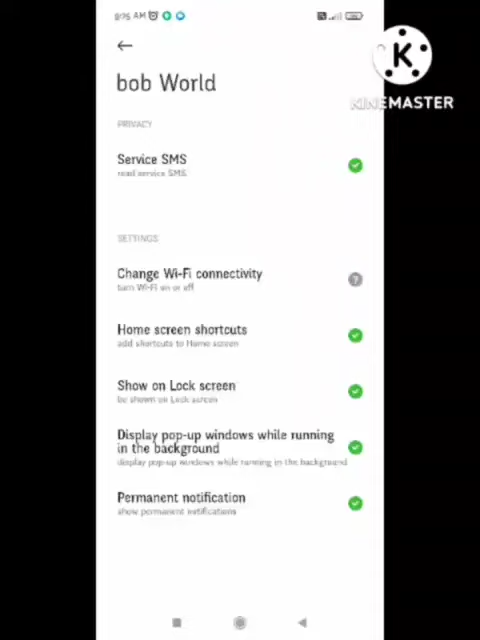 8:25 AM
KINEMASTER
bob World
PRIVACY
Service SMS
read service SMS
SETTINGS
Change Wi-Fi connectivity
turn Wi-Fi on or off
Home screen shortcuts
add shortcuts to Home screen
Show on Lock screen
be shown on Lock screen
Display pop-up windows while running
in the background
display pop-up windows while running in the background
Permanent notification
show permanent notifications